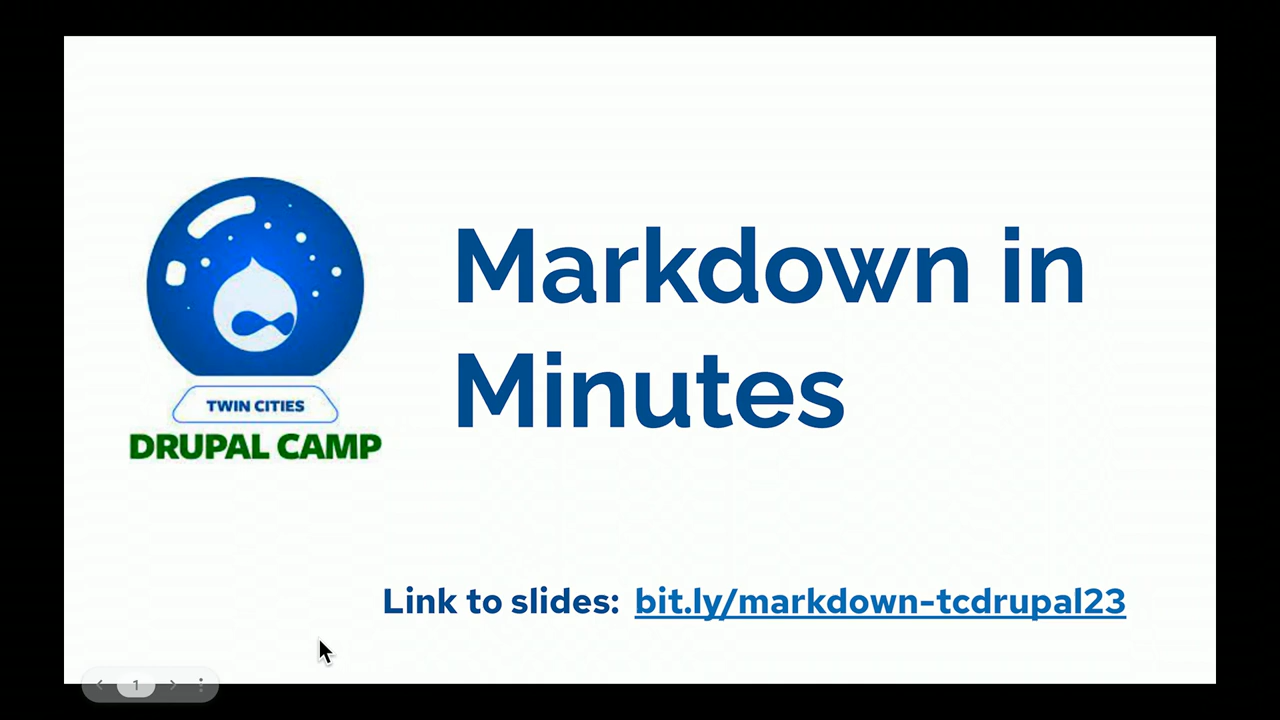 Markdown in
Minutes
TWIN CITIES
DRUPAL CAMP
Link to slides: bit.ly/markdown-tcdrupal23
1